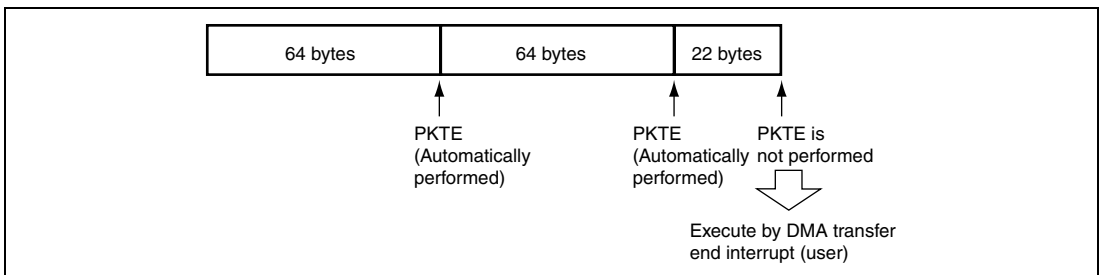 64 bytes
64 bytes
22 bytes
PKTE
(Automatically
performed)
PKTE
(Automatically
performed)
PKTE is
not performed
Execute by DMA transfer
end interrupt (user)